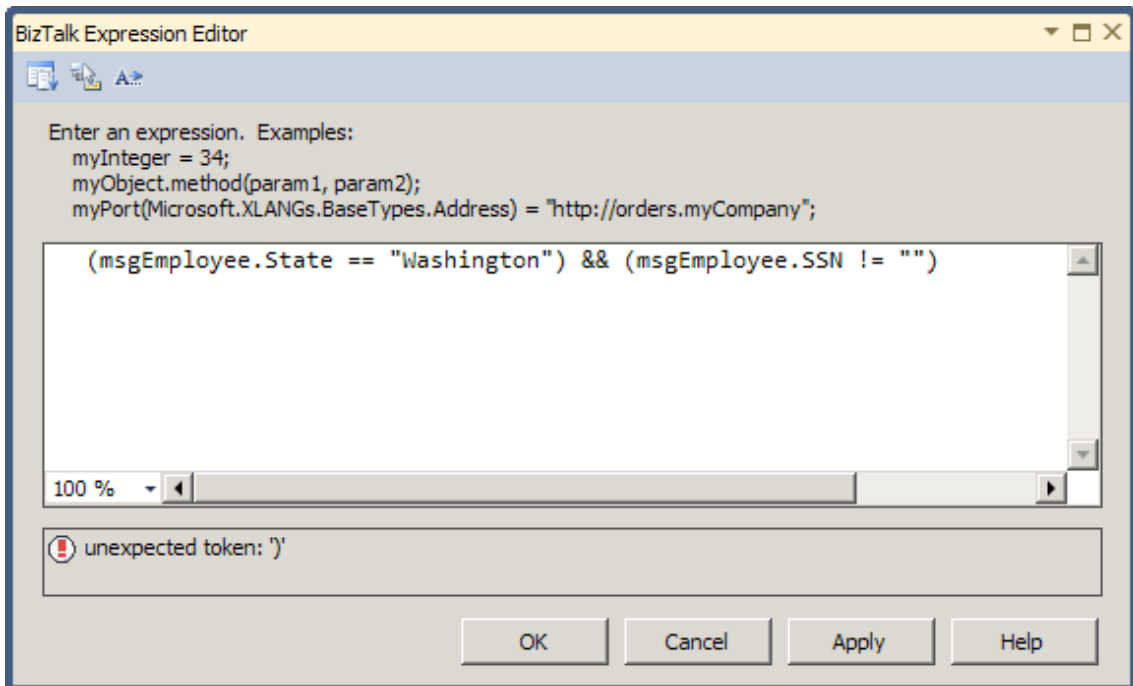 BizTalk Expression Editor
A
Enter an expression. Examples:
myInteger = 34;
myObject.method(param1, param2);
myPort(Microsoft.XLANGs.BaseTypes.Address) = "http://orders.myCompany";
(msgEmployee.State == "Washington") && (msgEmployee.SSN != "")
100 %
unexpected token: ')'
OK Cancel Apply Help